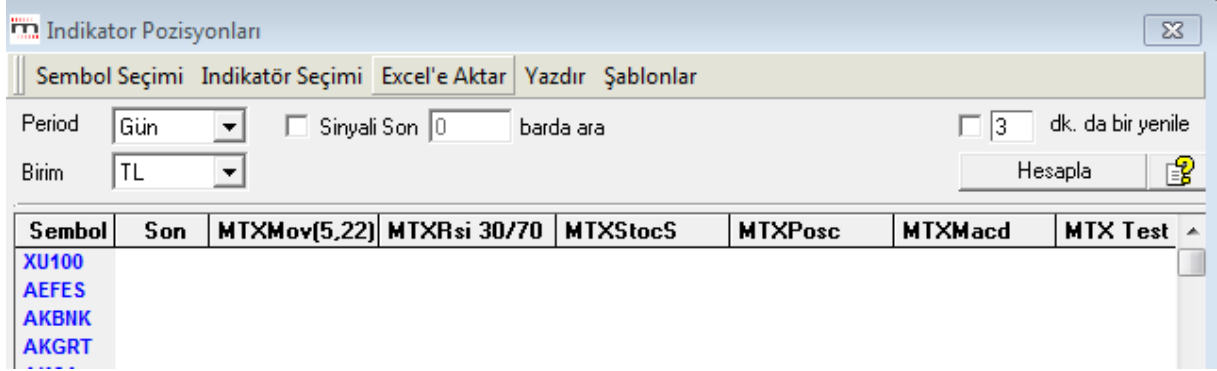 Indikator Pozisyonları
Sembol Seçimi Indikatör Seçimi Excel'e Aktar Yazdır Şablonlar
Period Gün Sinyali Son 0 barda ara 3 dk. da bir yenile
Birim TL Hesapla
Sembol Son MTXMov(5,22) MTXRsi 30/70 MTXStocS MTXPosc MTXMacd MTX Test
XU100
AEFES
AKBNK
AKGRT